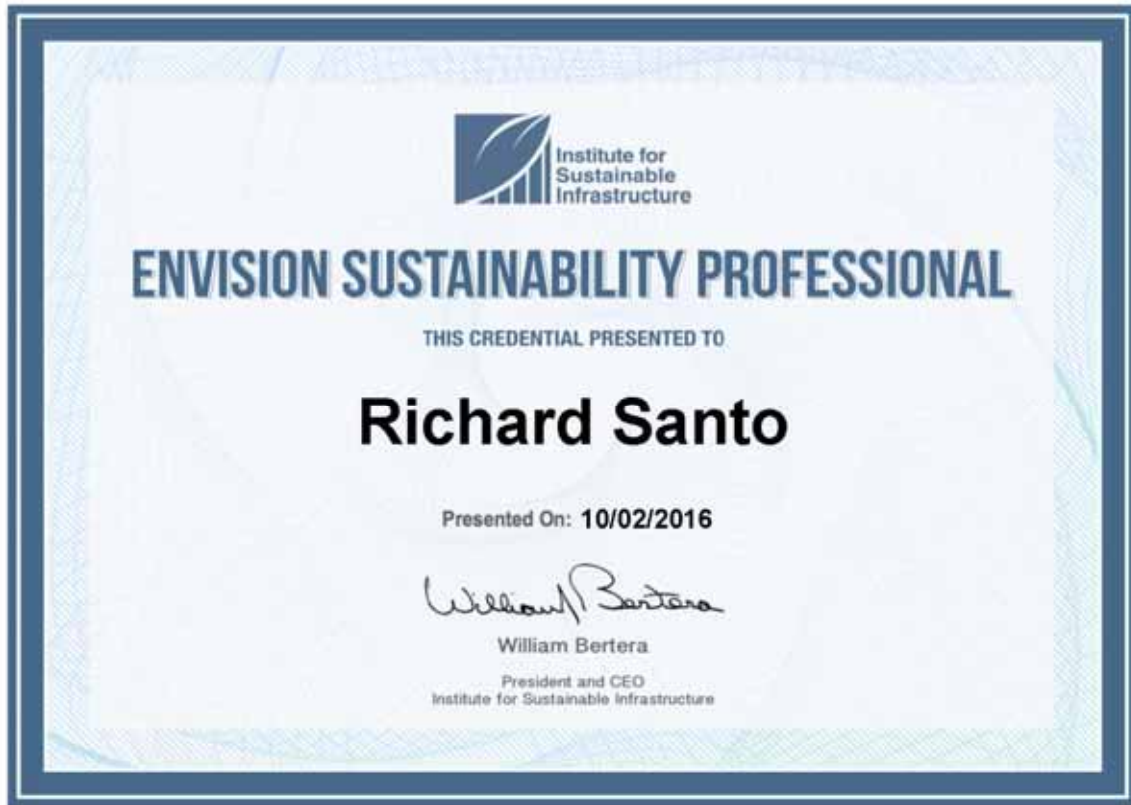 Institute for
Sustainable
Infrastructure
ENVISION SUSTAINABILITY PROFESSIONAL
THIS CREDENTIAL PRESENTED TO
Richard Santo
Presented On: 10/02/2016
William J Bertera
William Bertera
President and CEO
Institute for Sustainable Infrastructure